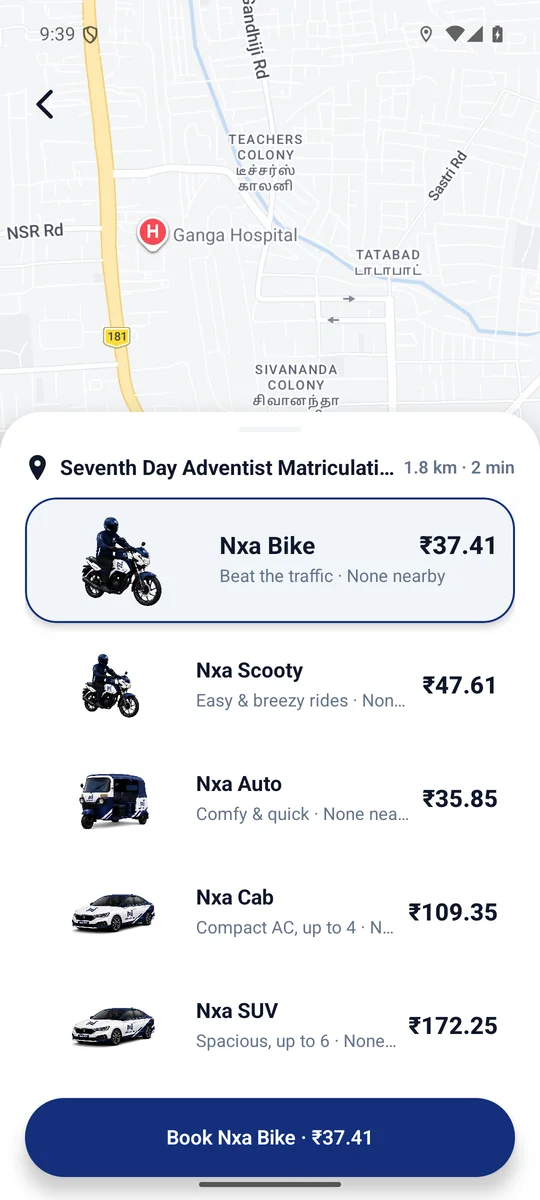 9:39
Gandhiji Rd
TEACHERS
COLONY
டீச்சர்ஸ்
காலனி
Sastri Rd
NSR Rd
H
Ganga Hospital
TATABAD
டாடாபாட்
181
SIVANANDA
COLONY
சிவானந்தா
Seventh Day Adventist Matriculati... 1.8 km · 2 min
Nxa Bike ₹37.41
Beat the traffic · None nearby
Nxa Scooty
Easy & breezy rides · Non... ₹47.61
Nxa Auto
Comfy & quick · None nea... ₹35.85
Nxa Cab
Compact AC, up to 4 · N... ₹109.35
Nxa SUV
Spacious, up to 6 · None... ₹172.25
Book Nxa Bike · ₹37.41